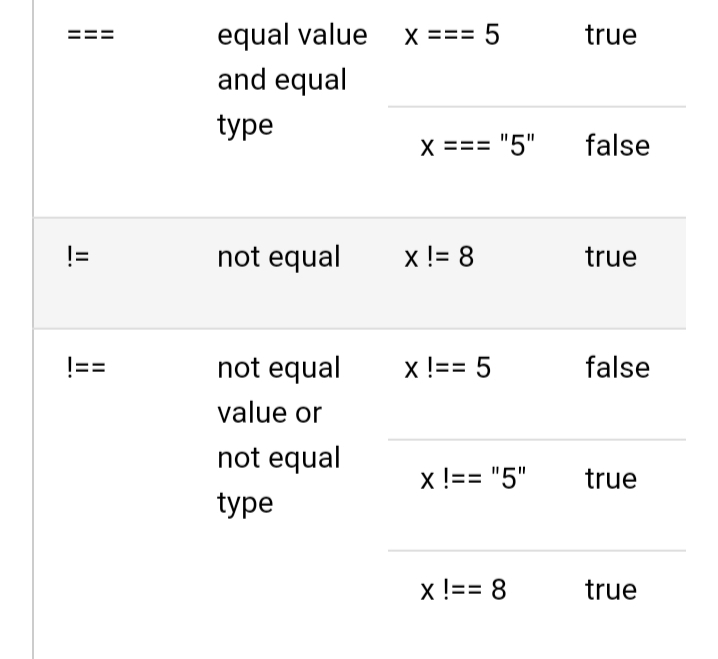 === equal value x === 5 true
and equal
type
x === "5" false
!= not equal x != 8 true
!== not equal x !== 5 false
value or
not equal
x !== "5" true
type
x !== 8 true